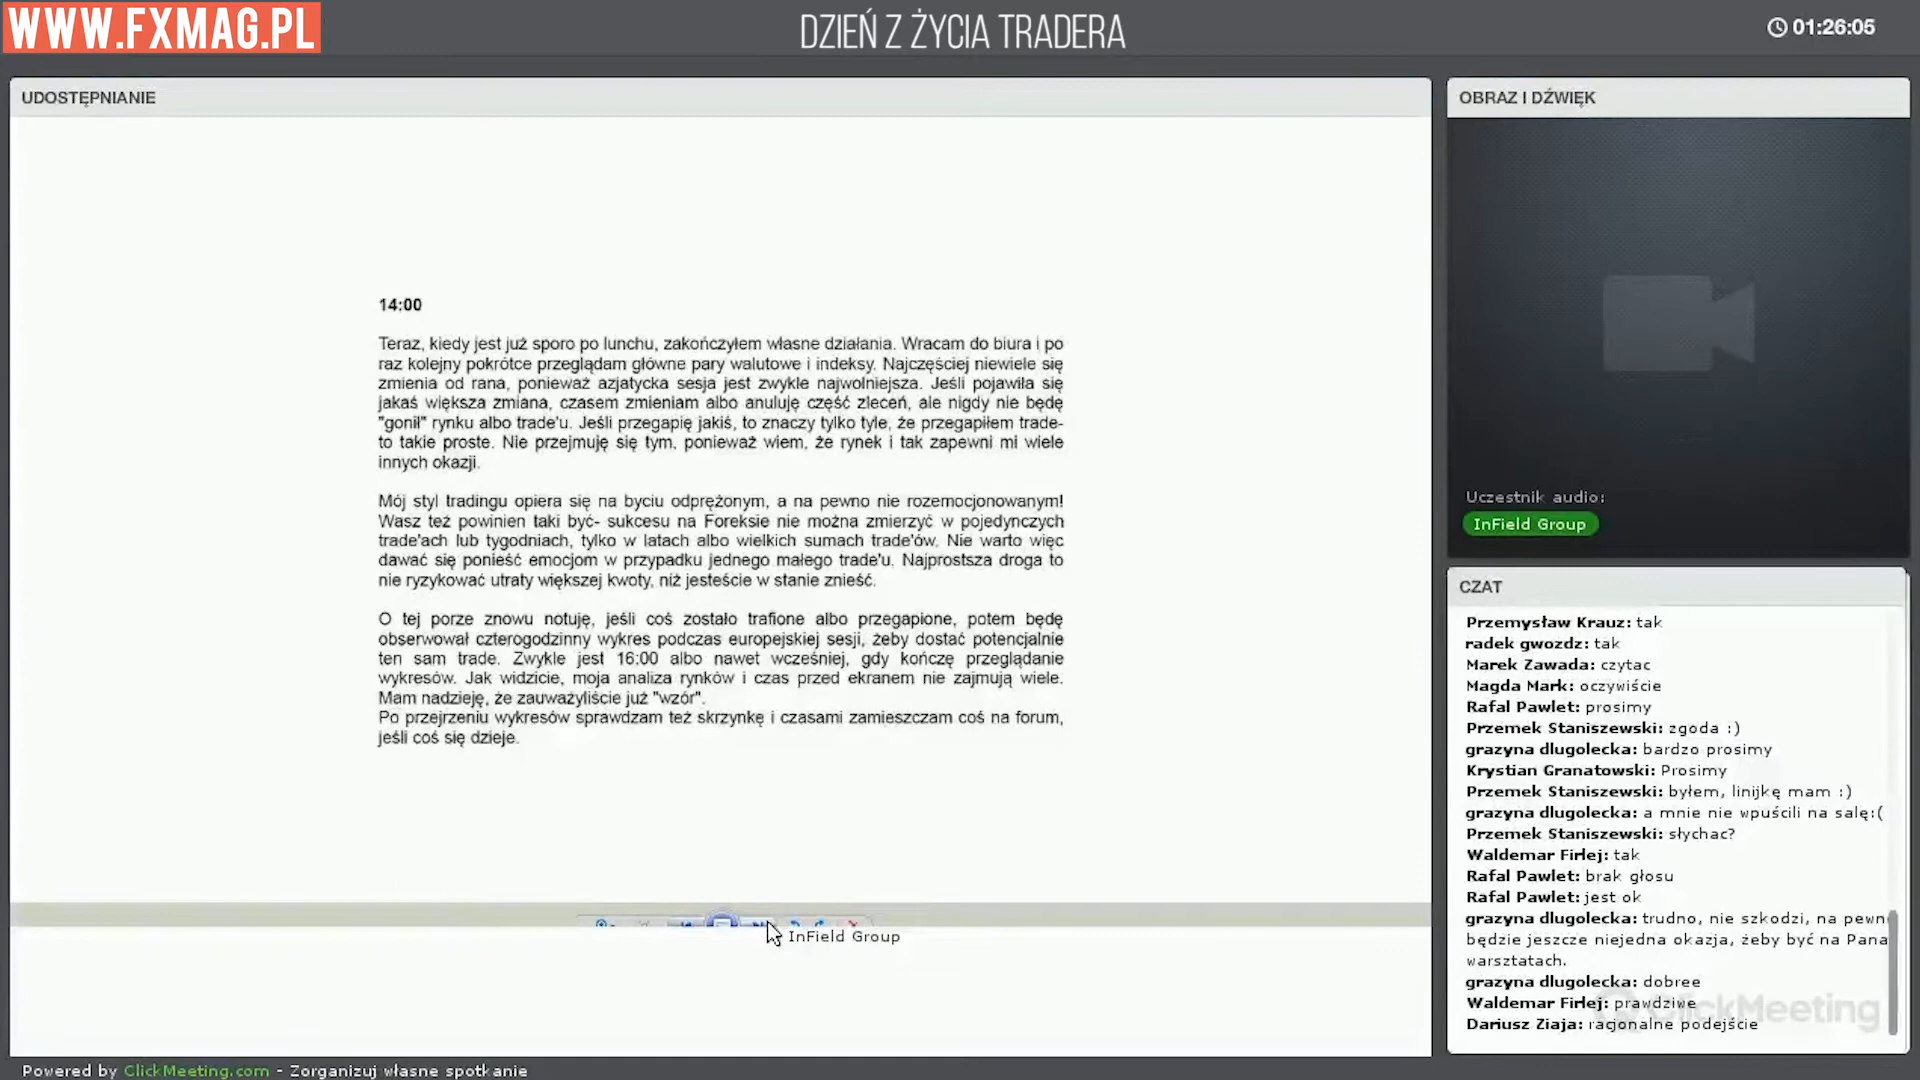 WWW.FXMAG.PL
DZIEŃ Z ŻYCIA TRADERA
01:26:05
UDOSTĘPNIANIE
14:00
Teraz, kiedy jest już sporo po lunchu, zakończyłem własne działania. Wracam do biura i po
raz kolejny pokrótce przeglądam główne pary walutowe i indeksy. Najczęściej niewiele się
zmienia od rana, ponieważ azjatycka sesja jest zwykle najwolniejsza. Jeśli pojawiła się
jakaś większa zmiana, czasem zmieniam albo anuluję część zleceń, ale nigdy nie będę
"gonił" rynku albo trade'u. Jeśli przegapię jakiś, to znaczy tylko tyle, że przegapiłem trade-
to takie proste. Nie przejmuję się tym, ponieważ wiem, że rynek i tak zapewni mi wiele
innych okazji.
Mój styl tradingu opiera się na byciu odprężonym, a na pewno nie rozemocjonowanym!
Wasz też powinien taki być- sukcesu na Foreksie nie można zmierzyć w pojedynczych
trade'ach lub tygodniach, tylko w latach albo wielkich sumach trade'ów. Nie warto więc
dawać się ponieść emocjom w przypadku jednego małego trade'u. Najprostsza droga to
nie ryzykować utraty większej kwoty, niż jesteście w stanie znieść.
O tej porze znowu notuję, jeśli coś zostało trafione albo przegapione, potem będę
obserwował czterogodzinny wykres podczas europejskiej sesji, żeby dostać potencjalnie
ten sam trade. Zwykle jest 16:00 albo nawet wcześniej, gdy kończę przeglądanie
wykresów. Jak widzicie, moja analiza rynków i czas przed ekranem nie zajmują wiele.
Mam nadzieję, że zauważyliście już "wzór".
Po przejrzeniu wykresów sprawdzam też skrzynkę i czasami zamieszczam coś na forum,
jeśli coś się dzieje.
InField Group
OBRAZ I DŹWIĘK
Uczestnik audio:
InField Group
CZAT
Przemysław Krauz: tak
radek gwozdz: tak
Marek Zawada: czytac
Magda Mark: oczywiście
Rafal Pawlet: prosimy
Przemek Staniszewski: zgoda :)
grazyna dlugolecka: bardzo prosimy
Krystian Granatowski: Prosimy
Przemek Staniszewski: byłem, linijkę mam :)
grazyna dlugolecka: a mnie nie wpuścili na salę:(
Przemek Staniszewski: słychac?
Waldemar Firlej: tak
Rafal Pawlet: brak głosu
Rafal Pawlet: jest ok
grazyna dlugolecka: trudno, nie szkodzi, na pewn
będzie jeszcze niejedna okazja, żeby być na Pana
warsztatach.
grazyna dlugolecka: dobree
Waldemar Firlej: prawdziwe
Dariusz Ziaja: racjonalne podejście
ClickMeeting
Powered by ClickMeeting.com - Zorganizuj własne spotkanie